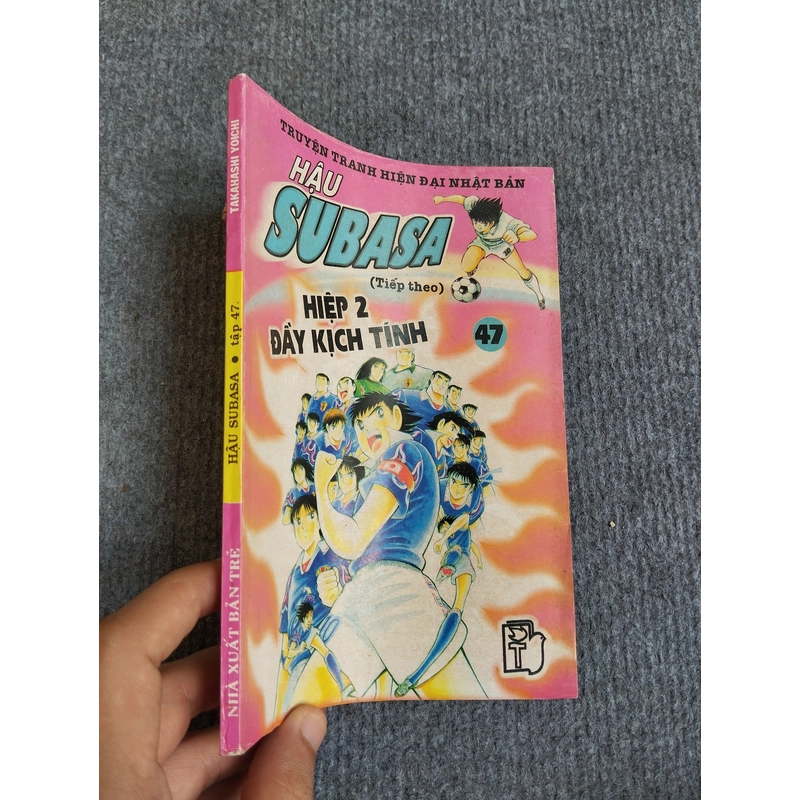 TRUYỆN TRANH HIỆN ĐẠI NHẬT BẢN
HẬU
SUBASA
(Tiếp theo)
HIỆP 2
ĐẦY KỊCH TÍNH
47
T
TAKAHASHI YOICHI
HẬU SUBASA • tập 47.
NHÀ XUẤT BẢN TRẺ